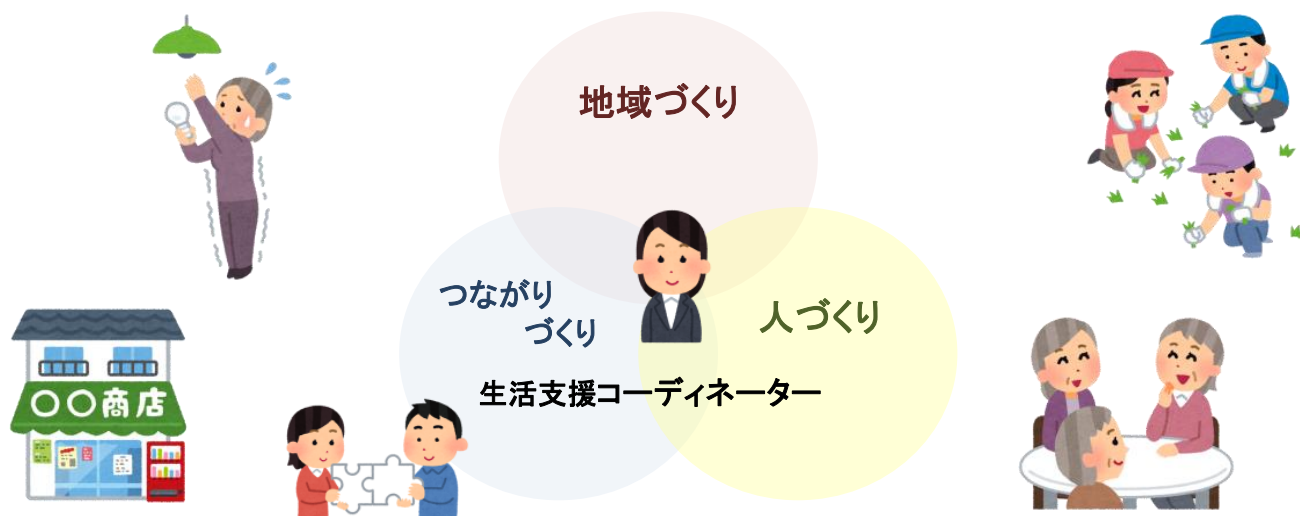 地域づくり
つながり
づくり
人づくり
生活支援コーディネーター
〇〇商店